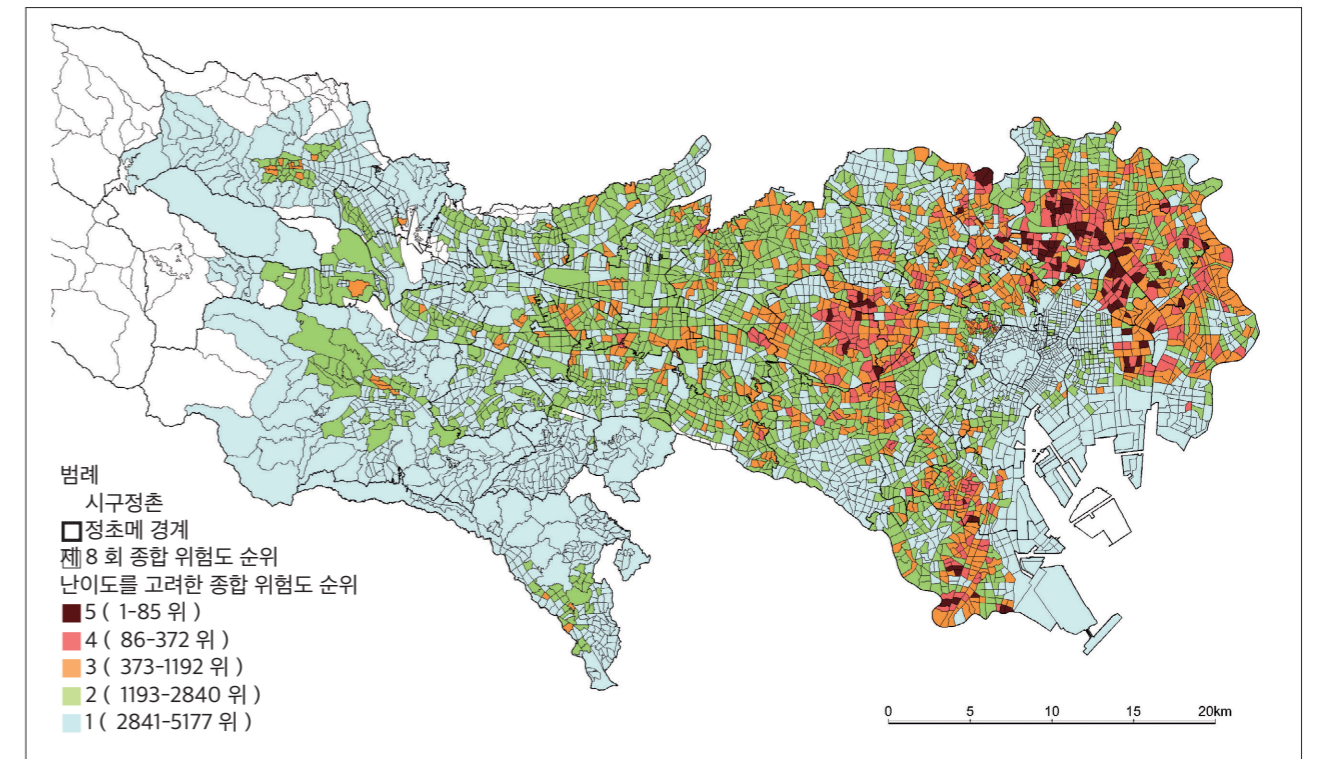 범례
시구정촌
정초메 경계
제 8 회 종합 위험도 순위
난이도를 고려한 종합 위험도 순위
5 ( 1-85 위 )
4 ( 86-372 위 )
3 ( 373-1192 위 )
2 ( 1193-2840 위 )
1 ( 2841-5177 위 )
0 5 10 15 20km